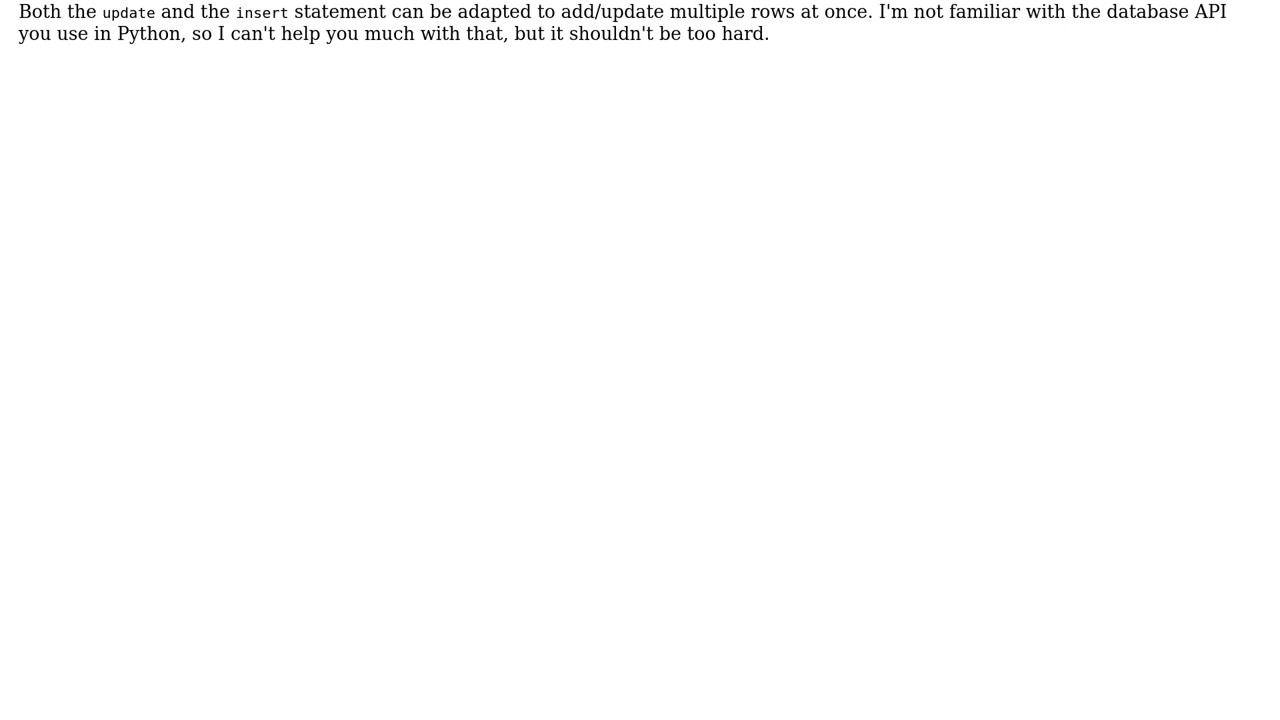 Both the update and the insert statement can be adapted to add/update multiple rows at once. I'm not familiar with the database API
you use in Python, so I can't help you much with that, but it shouldn't be too hard.